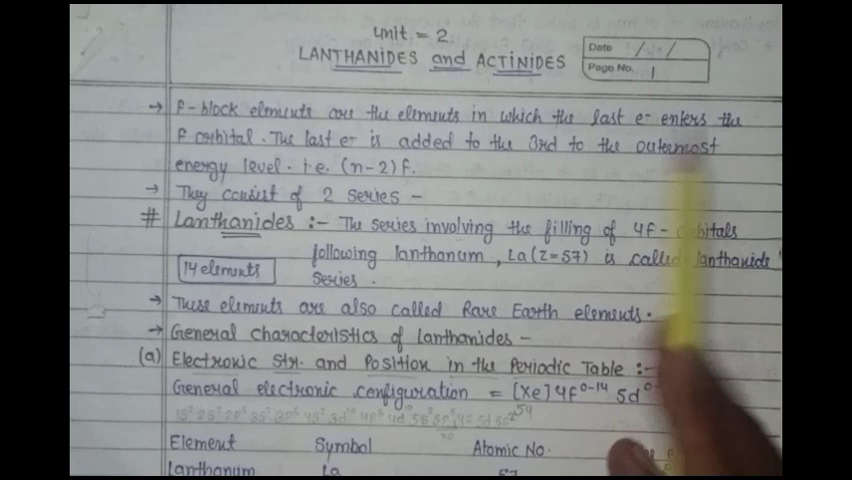 Unit = 2
LANTHANIDES and ACTINIDES
Date / /
Page No. 1
→ F-block elements are the elements in which the last e- enters the
F orbital. The last e- is added to the 3rd to the outermost
energy level. i.e. (n-2) F.
→ They consist of 2 series -
# Lanthanides :- The series involving the filling of 4F-orbitals
following lanthanum, La (Z=57) is called lanthanide
14 elements series.
→ These elements are also called Rare Earth elements.
→ General characteristics of Lanthanides -
(a) Electronic Str. and Position in the Periodic Table :-
General electronic configuration = [Xe] 4F⁰⁻¹⁴ 5d⁰⁻
Element Symbol Atomic No.
Lanthanum La 57